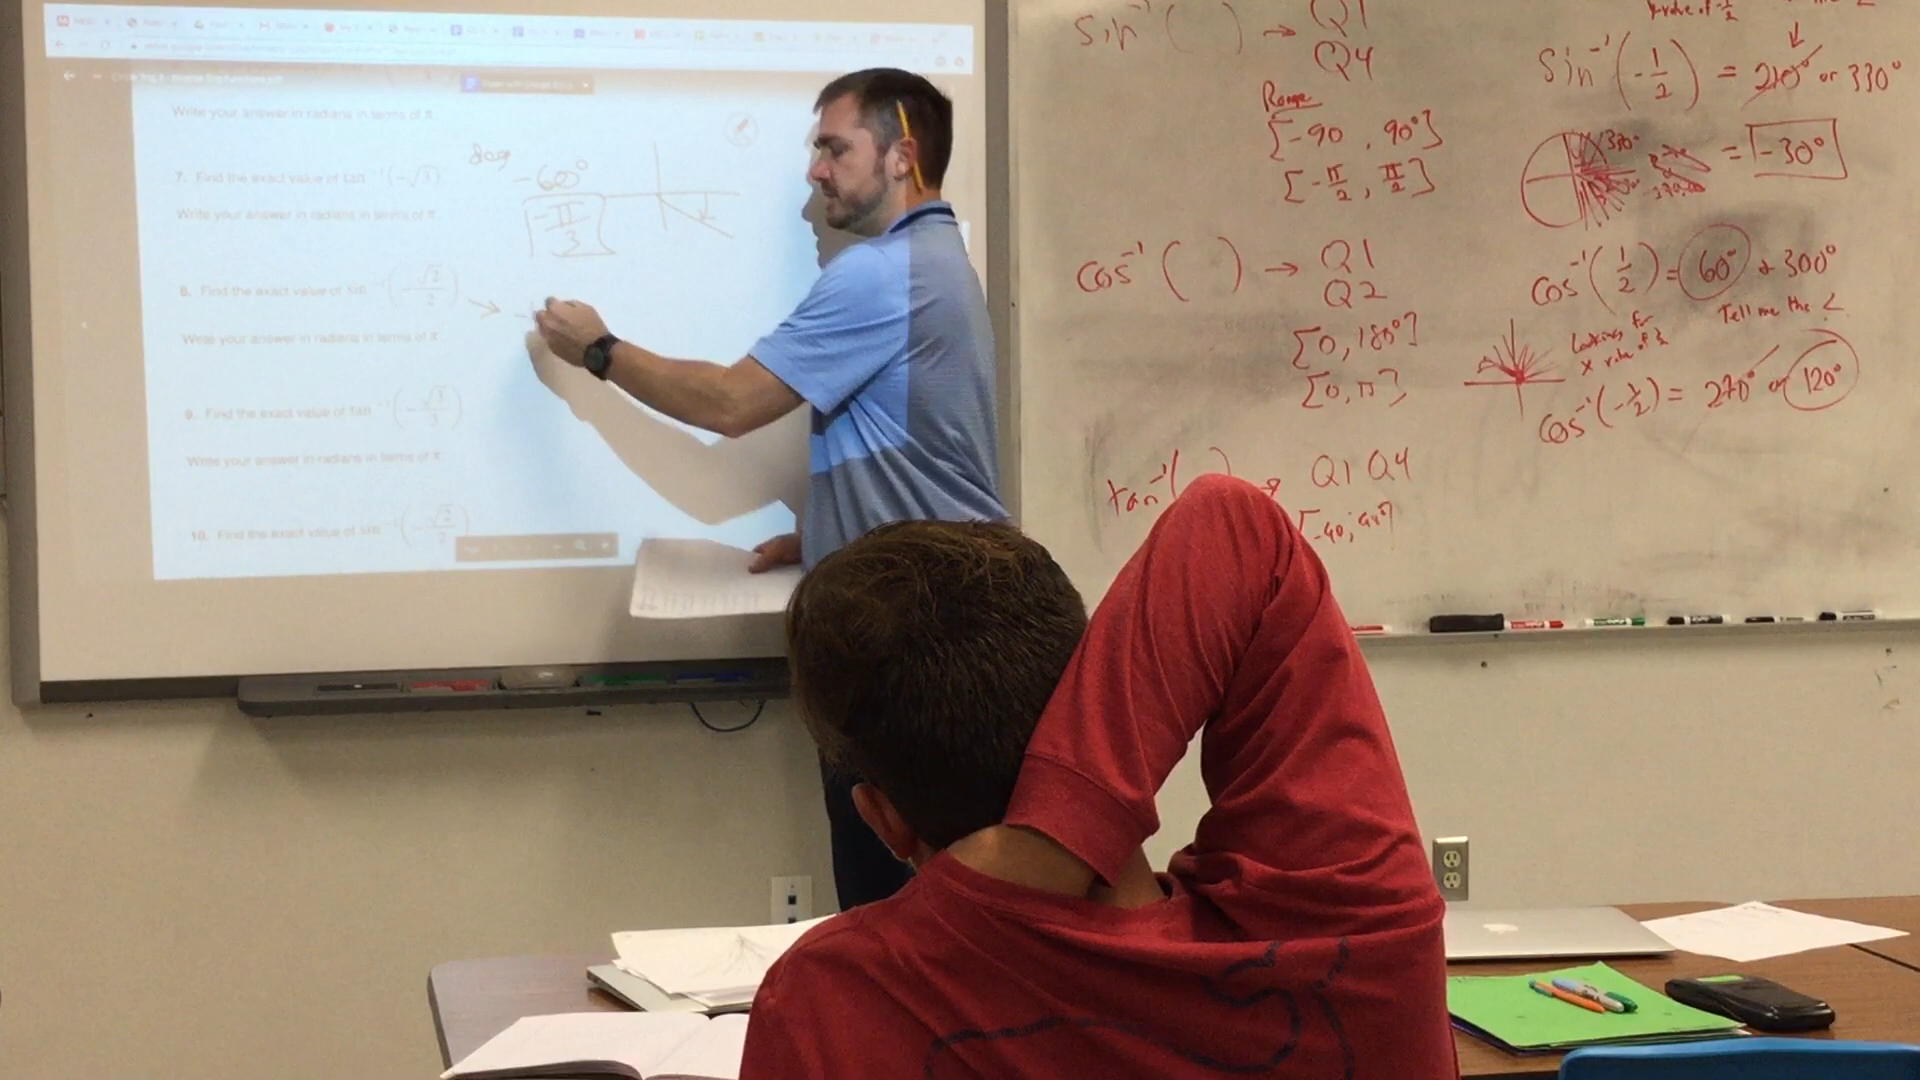 Write your answer in radians in terms of π.
7. Find the exact value of tan⁻¹(-√3)
deg
-60°
-π/3
Write your answer in radians in terms of π.
8. Find the exact value of sin⁻¹(-√2/2)
Write your answer in radians in terms of π.
9. Find the exact value of tan⁻¹(-√3/3)
Write your answer in radians in terms of π.
10. Find the exact value of sin⁻¹(-√2/2)
Sin⁻¹( ) → Q1
Q4
Range
[-90, 90°]
[-π/2, π/2]
Cos⁻¹( ) → Q1
Q2
[0, 180°]
[0, π]
tan⁻¹( → Q1 Q4
[-90, 90°]
Sin⁻¹(-1/2) = 210° or 330°
330°
= -30°
Cos⁻¹(1/2) = 60° & 300°
Tell me the <
Looking for
x value of ½
Cos⁻¹(-½) = 240° or 120°